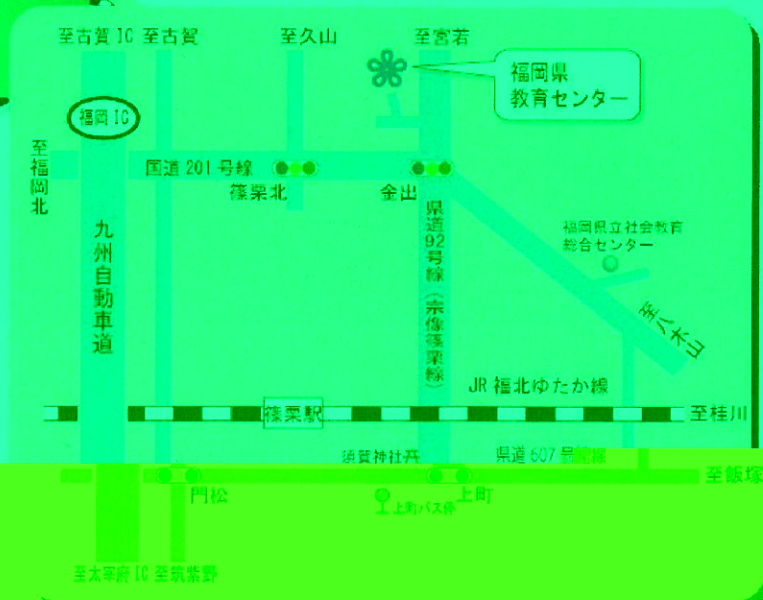 至古賀IC
至古賀
至久山
至宮若
福岡県
教育センター
福岡IC
至福岡北
国道201号線
篠栗北
金出
九州自動車道
県道92号線(宗像篠栗線)
福岡県立社会教育
総合センター
至八木山
JR福北ゆたか線
篠栗駅
至桂川
須賀神社
県道607号
至飯塚
門松
上町
上町バス停
至太宰府IC
至筑紫野